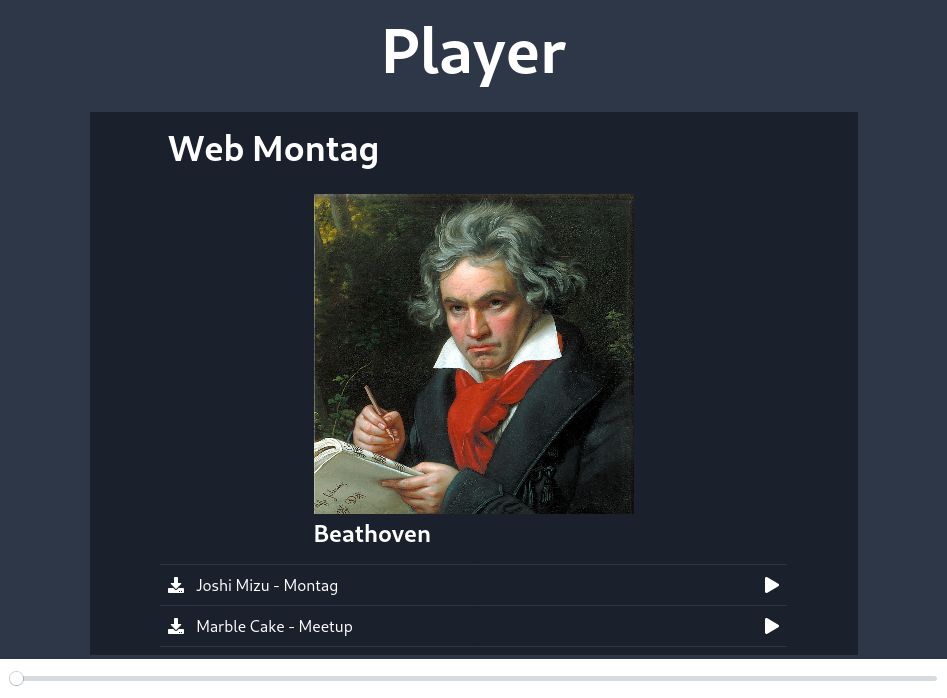 Player
Web Montag
Beathoven
Joshi Mizu - Montag
Marble Cake - Meetup